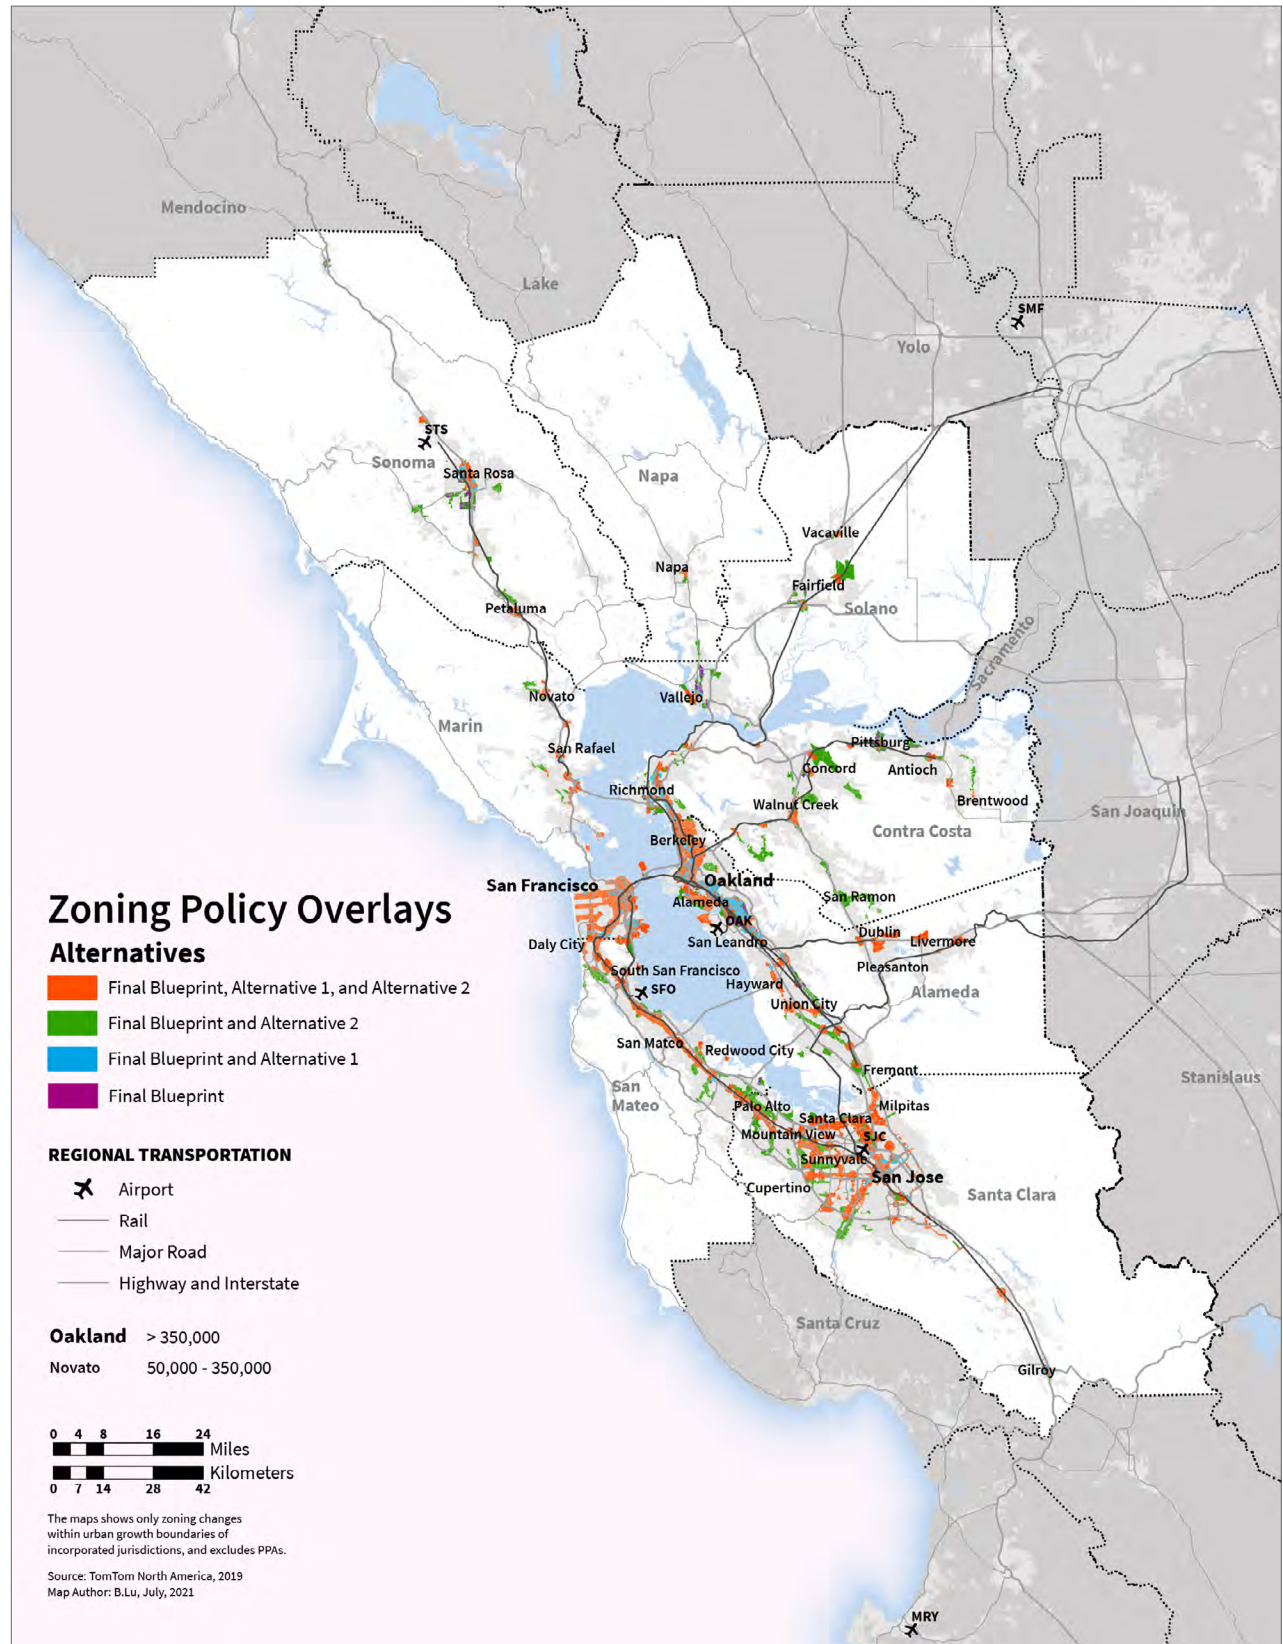 Mendocino
Lake
SMF
Yolo
STS
Sonoma
Santa Rosa
Napa
Vacaville
Napa
Fairfield
Solano
Petaluma
Sacramento
Novato
Vallejo
Marin
San Rafael
Pittsburg
Concord
Antioch
Richmond
Walnut Creek
Brentwood
San Joaquin
Contra Costa
Berkeley
San Francisco
Oakland
San Ramon
Alameda
OAK
Dublin
Livermore
Daly City
San Leandro
Pleasanton
South San Francisco
SFO
Hayward
Alameda
Union City
San Mateo
Redwood City
Fremont
Stanislaus
San
Mateo
Palo Alto
Milpitas
Santa Clara
Mountain View
SJC
Sunnyvale
San Jose
Cupertino
Santa Clara
Santa Cruz
Gilroy
MRY
Zoning Policy Overlays
Alternatives
Final Blueprint, Alternative 1, and Alternative 2
Final Blueprint and Alternative 2
Final Blueprint and Alternative 1
Final Blueprint
REGIONAL TRANSPORTATION
Airport
Rail
Major Road
Highway and Interstate
Oakland > 350,000
Novato 50,000 - 350,000
0 4 8 16 24
Miles
Kilometers
0 7 14 28 42
The maps shows only zoning changes
within urban growth boundaries of
incorporated jurisdictions, and excludes PPAs.
Source: TomTom North America, 2019
Map Author: B.Lu, July, 2021